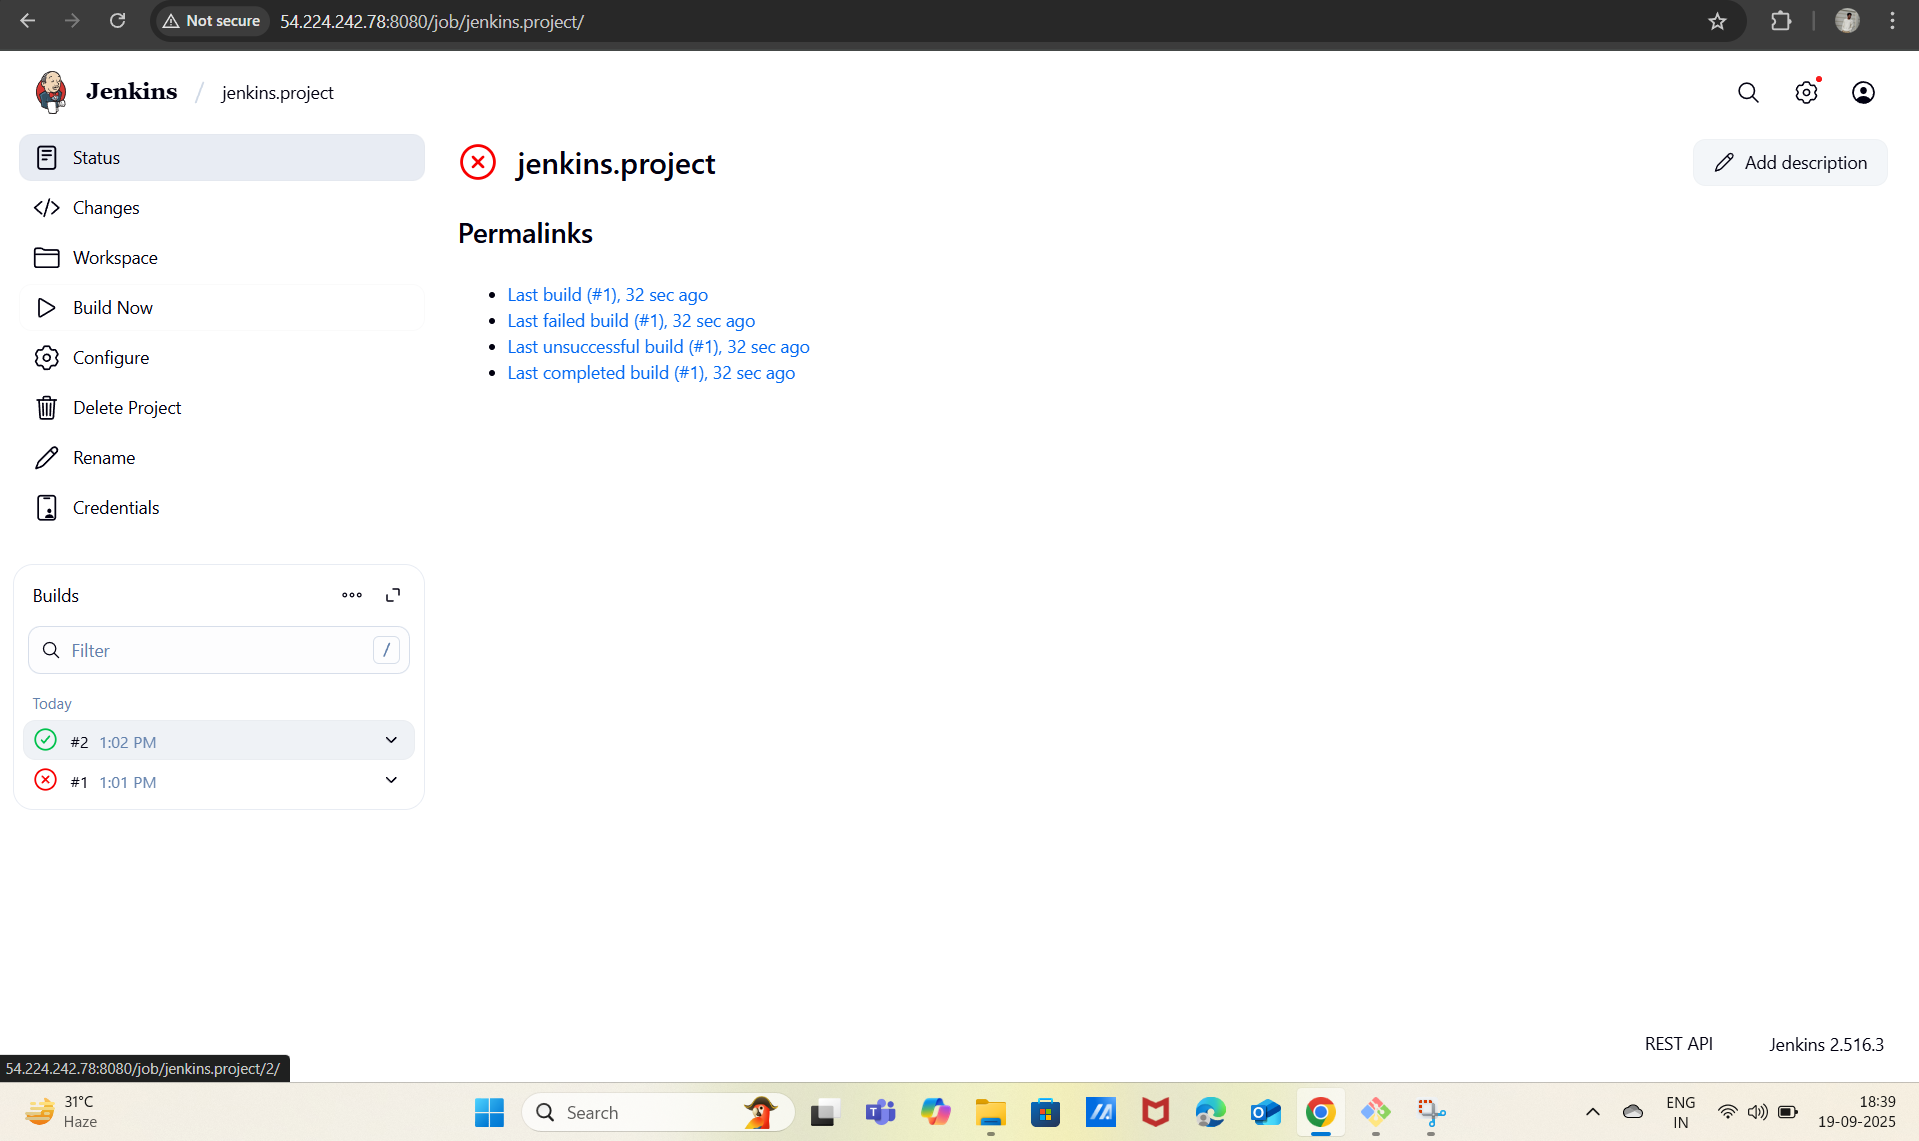 Not secure 54.224.242.78:8080/job/jenkins.project/
Jenkins / jenkins.project
Status
Changes
Workspace
Build Now
Configure
Delete Project
Rename
Credentials
jenkins.project
Add description
Permalinks
Last build (#1), 32 sec ago
Last failed build (#1), 32 sec ago
Last unsuccessful build (#1), 32 sec ago
Last completed build (#1), 32 sec ago
Builds
Filter /
Today
#2 1:02 PM
#1 1:01 PM
REST API Jenkins 2.516.3
54.224.242.78:8080/job/jenkins.project/2/
31°C
Haze
Search
ENG
IN
18:39
19-09-2025